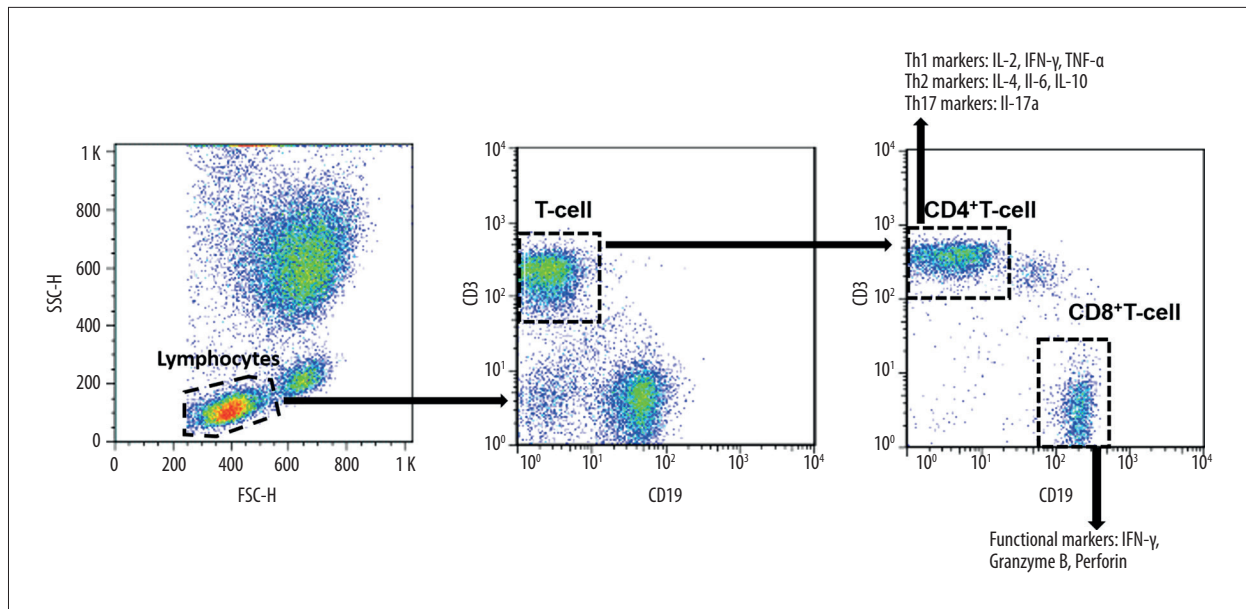 Th1 markers: IL-2, IFN-γ, TNF-α
Th2 markers: IL-4, Il-6, IL-10
Th17 markers: Il-17a
1 K
800
600
400
200
0
SSC-H
Lymphocytes
0 200 400 600 800 1 K
FSC-H
10⁴
10³
10²
10¹
10⁰
CD3
T-cell
10⁰ 10¹ 10² 10³ 10⁴
CD19
10⁴
10³
10²
10¹
10⁰
CD3
CD4⁺T-cell
CD8⁺T-cell
10⁰ 10¹ 10² 10³ 10⁴
CD19
Functional markers: IFN-γ,
Granzyme B, Perforin